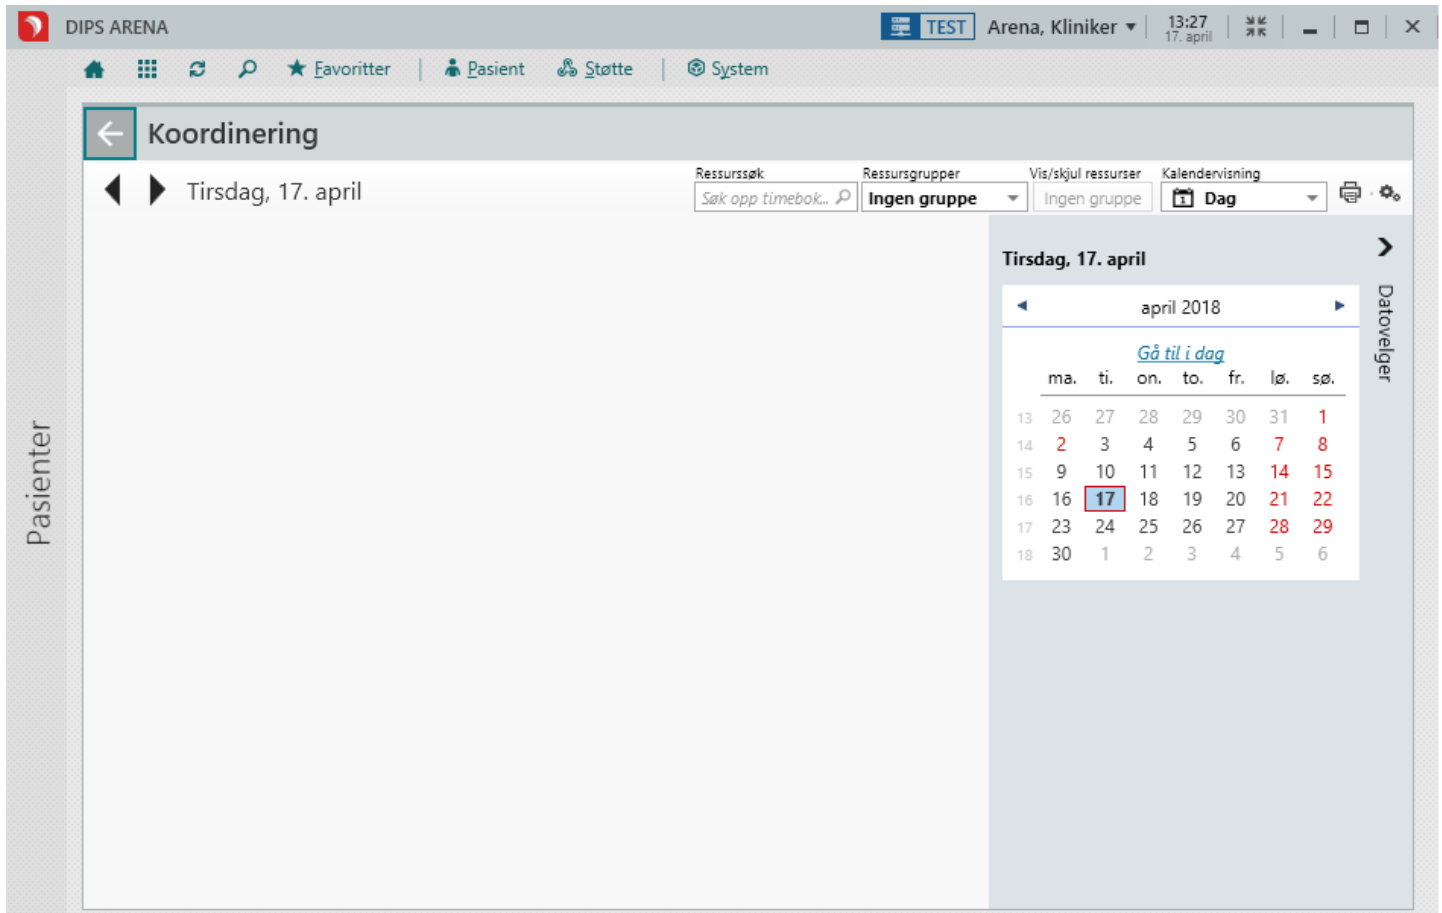 DIPS ARENA
TEST
Arena, Kliniker
13:27
17. april
Favoritter
Pasient
Støtte
System
Koordinering
Tirsdag, 17. april
Ressurssøk
Ressursgrupper
Vis/skjul ressurser
Kalendervisning
Søk opp timebok...
Ingen gruppe
Ingen gruppe
1
Dag
Pasienter
Tirsdag, 17. april
Datovelger
april 2018
Gå til i dag
ma. ti. on. to. fr. lø. sø.
13 26 27 28 29 30 31 1
14 2 3 4 5 6 7 8
15 9 10 11 12 13 14 15
16 16 17 18 19 20 21 22
17 23 24 25 26 27 28 29
18 30 1 2 3 4 5 6